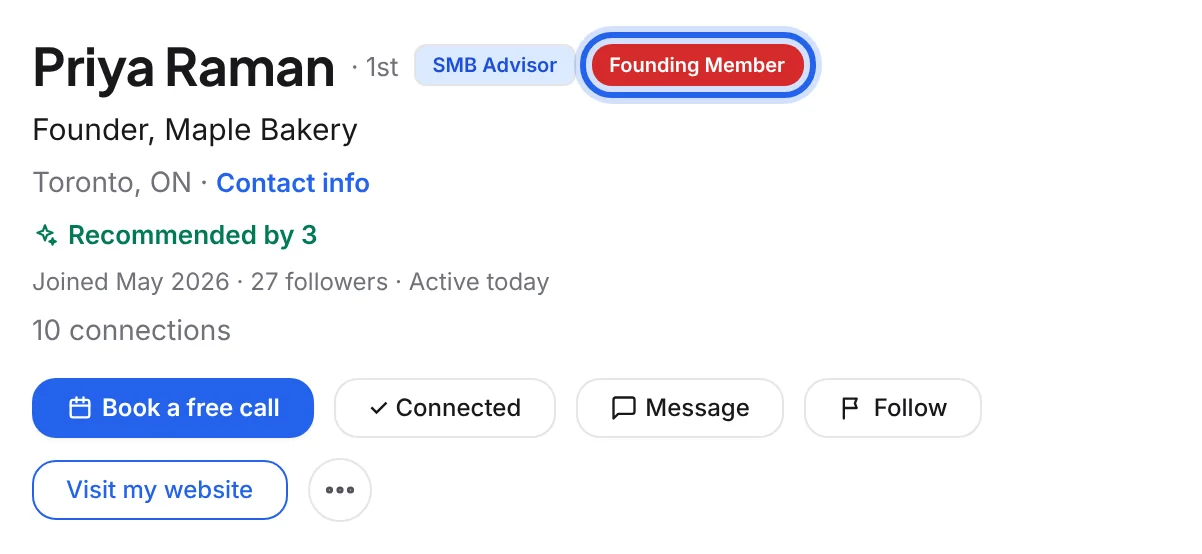 Priya Raman · 1st SMB Advisor Founding Member
Founder, Maple Bakery
Toronto, ON · Contact info
Recommended by 3
Joined May 2026 · 27 followers · Active today
10 connections
Book a free call Connected Message Follow
Visit my website